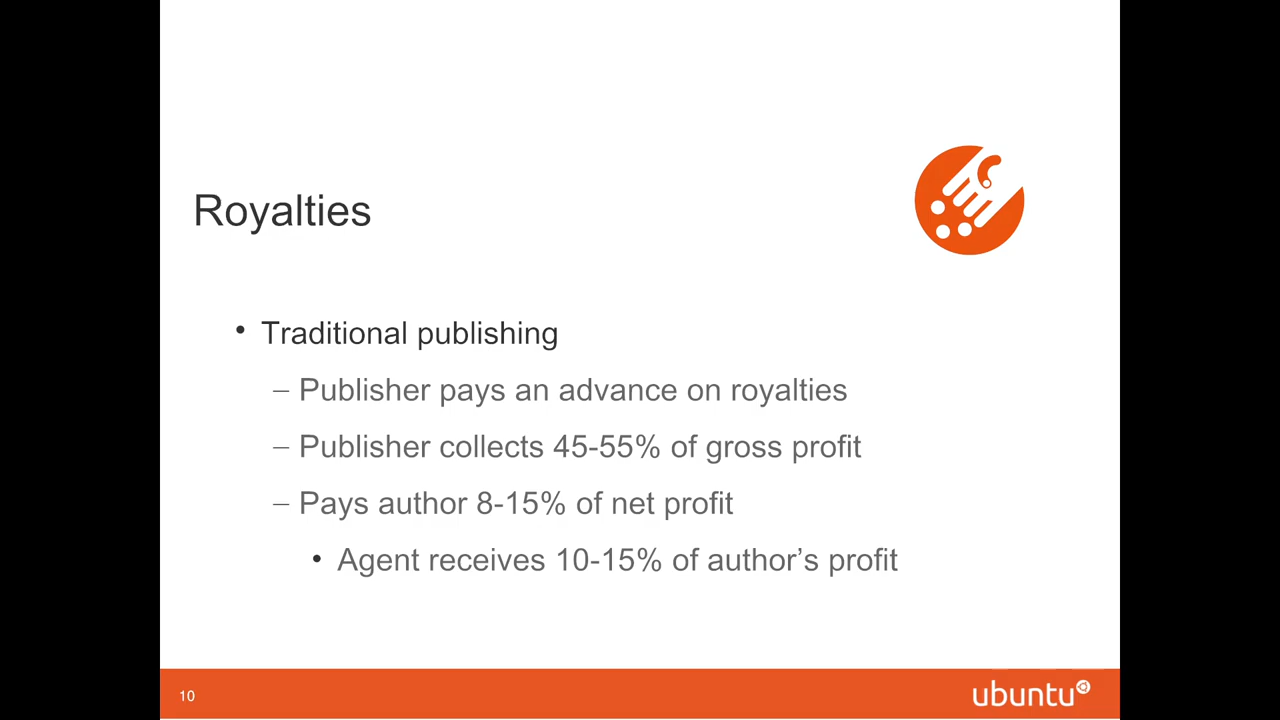 Royalties
• Traditional publishing
– Publisher pays an advance on royalties
– Publisher collects 45-55% of gross profit
– Pays author 8-15% of net profit
• Agent receives 10-15% of author’s profit
10
ubuntu